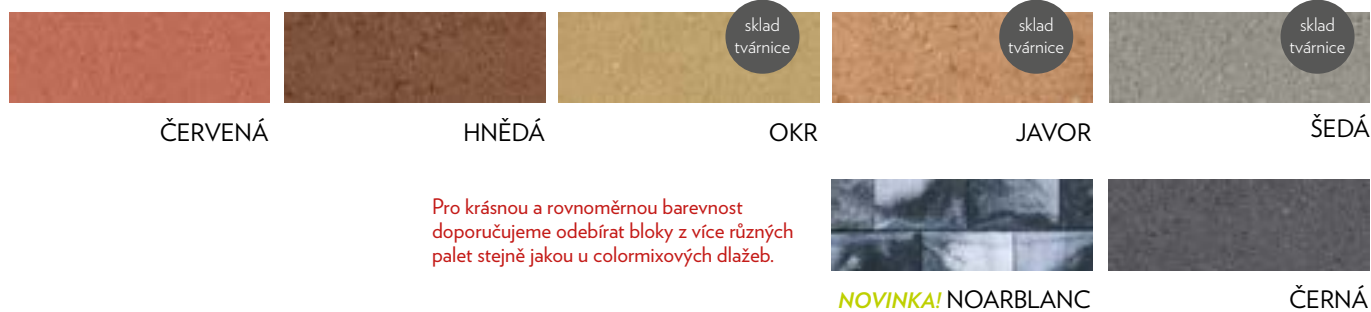 sklad
tvárnice
sklad
tvárnice
sklad
tvárnice
ČERVENÁ
HNĚDÁ
OKR
JAVOR
ŠEDÁ
Pro krásnou a rovnoměrnou barevnost
doporučujeme odebírat bloky z více různých
palet stejně jakou u colormixových dlažeb.
NOVINKA! NOARBLANC
ČERNÁ